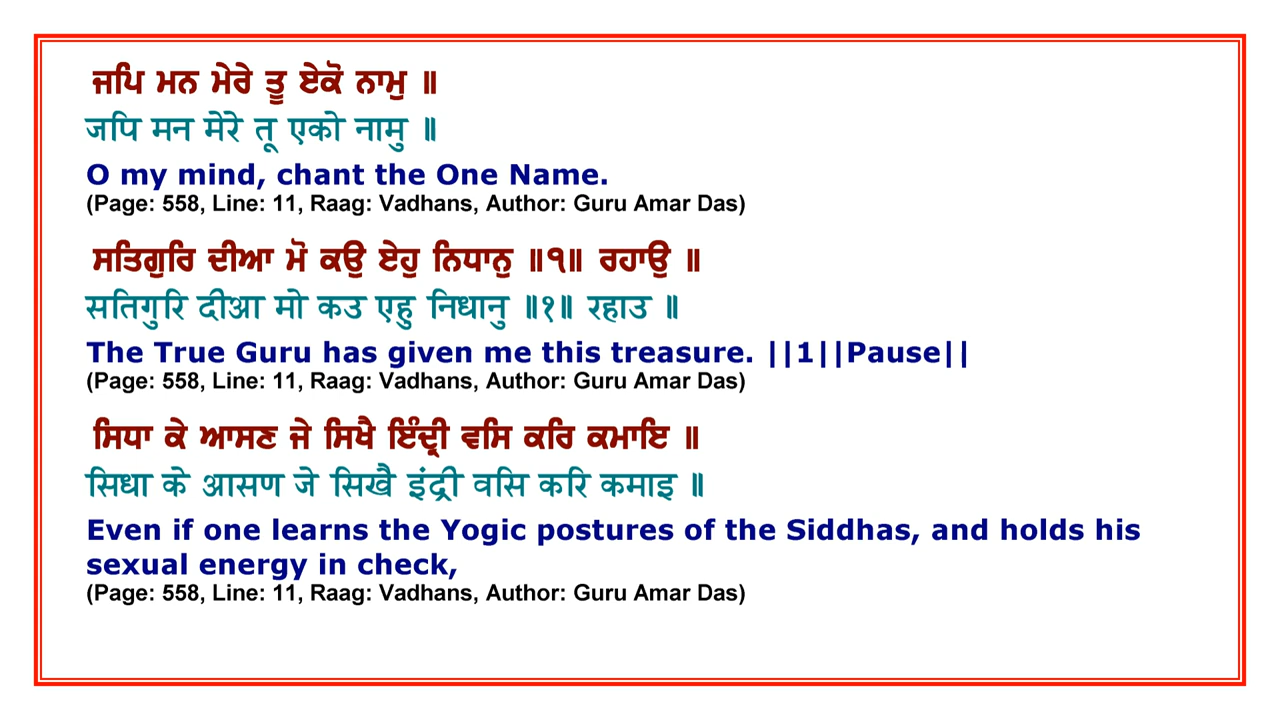 ਜਪਿ ਮਨ ਮੇਰੇ ਤੂ ਏਕੋ ਨਾਮੁ ॥
जपि मन मेरे तू एको नामु ॥
O my mind, chant the One Name.
(Page: 558, Line: 11, Raag: Vadhans, Author: Guru Amar Das)
ਸਤਿਗੁਰਿ ਦੀਆ ਮੋ ਕਉ ਏਹੁ ਨਿਧਾਨੁ ॥੧॥ ਰਹਾਉ ॥
सतिगुरि दीआ मो कउ एहु निधानु ॥१॥ रहाउ ॥
The True Guru has given me this treasure. ||1||Pause||
(Page: 558, Line: 11, Raag: Vadhans, Author: Guru Amar Das)
ਸਿਧਾ ਕੇ ਆਸਣ ਜੇ ਸਿਖੈ ਇੰਦ੍ਰੀ ਵਸਿ ਕਰਿ ਕਮਾਇ ॥
सिधा के आसण जे सिखै इंद्री वसि करि कमाइ ॥
Even if one learns the Yogic postures of the Siddhas, and holds his
sexual energy in check,
(Page: 558, Line: 11, Raag: Vadhans, Author: Guru Amar Das)